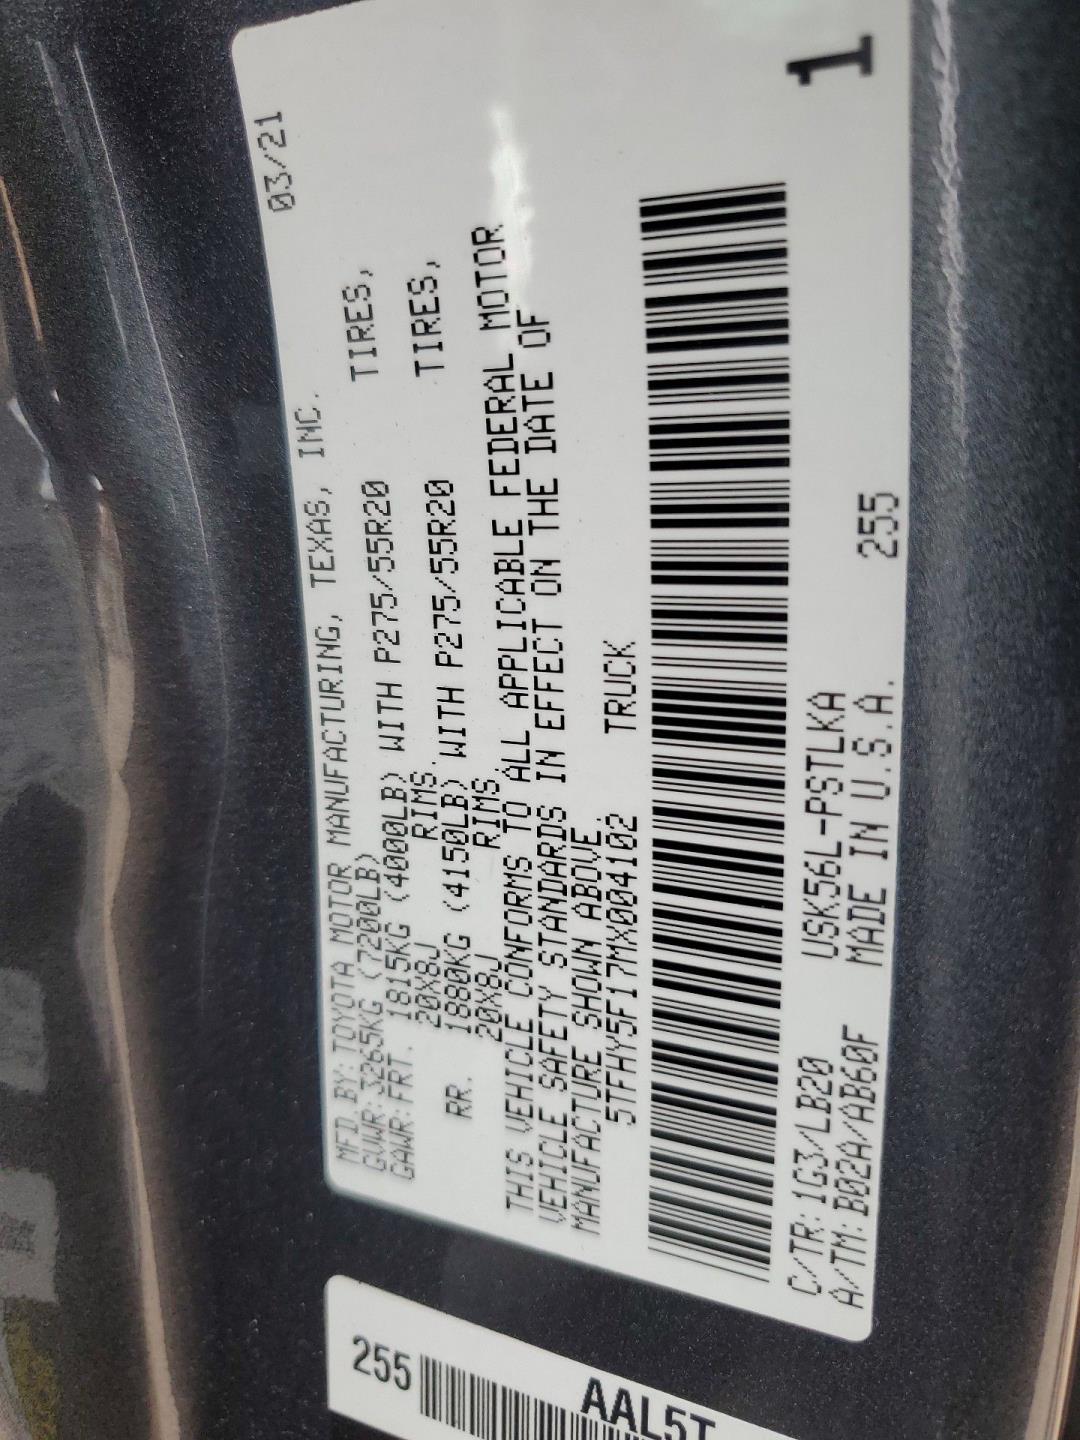 03/21
MFD BY: TOYOTA MOTOR MANUFACTURING, TEXAS, INC.
GVWR: 3265KG (7200LB)
GAWR: FRT. 1815KG (4000LB) WITH P275/55R20 TIRES,
20X8J RIMS.
RR. 1880KG (4150LB) WITH P275/55R20 TIRES,
20X8J RIMS.
THIS VEHICLE CONFORMS TO ALL APPLICABLE FEDERAL MOTOR
VEHICLE SAFETY STANDARDS IN EFFECT ON THE DATE OF
MANUFACTURE SHOWN ABOVE.
5TFHY5F17MX004102 TRUCK
C/TR: 1G3/LB20 USK56L-PSTLKA
A/TM: B02A/AB60F MADE IN U.S.A. 255
1
255
AAL5T